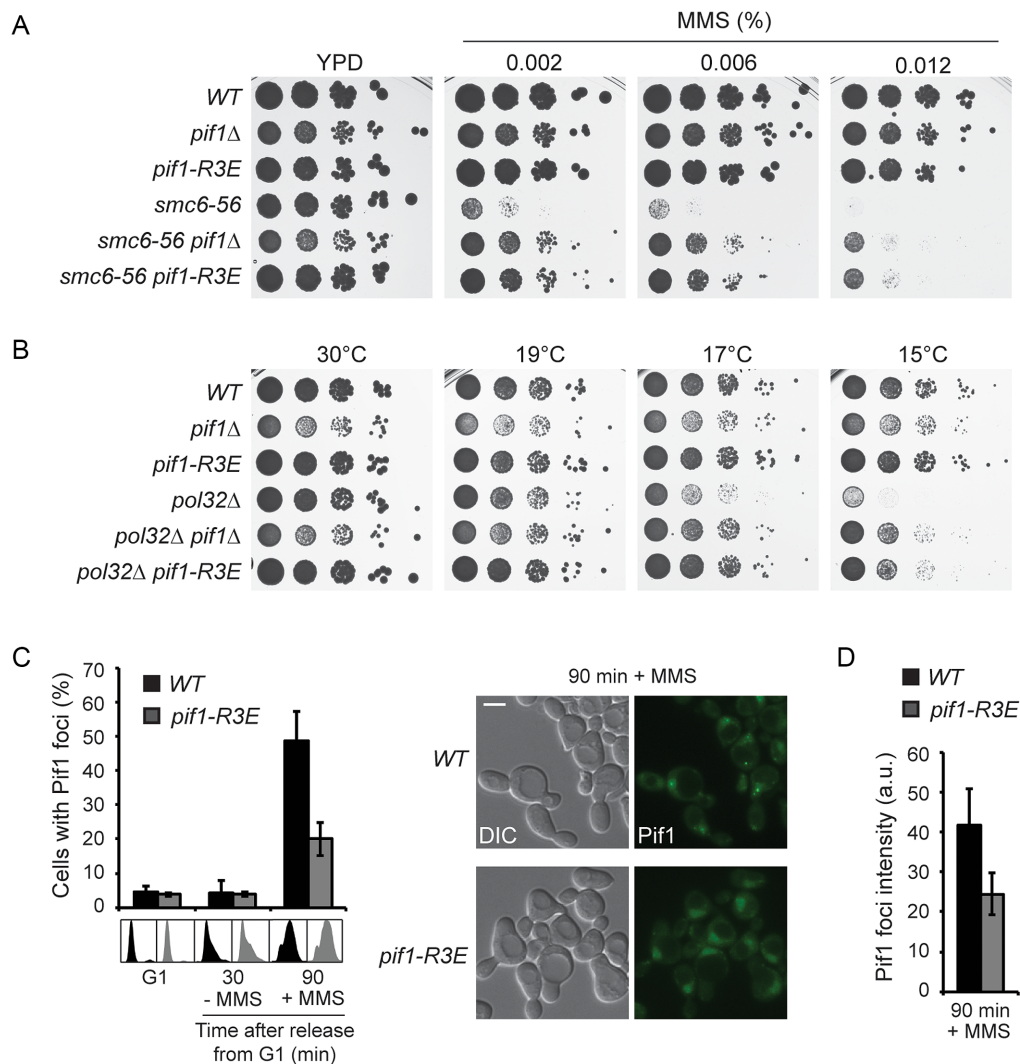 A
MMS (%)
YPD 0.002 0.006 0.012
WT
pif1Δ
pif1-R3E
smc6-56
smc6-56 pif1Δ
smc6-56 pif1-R3E
B
30°C 19°C 17°C 15°C
WT
pif1Δ
pif1-R3E
pol32Δ
pol32Δ pif1Δ
pol32Δ pif1-R3E
C
Cells with Pif1 foci (%)
70
60
50
40
30
20
10
0
WT
pif1-R3E
G1 30 90
- MMS + MMS
Time after release
from G1 (min)
90 min + MMS
WT
DIC Pif1
pif1-R3E
D
WT
pif1-R3E
Pif1 foci intensity (a.u.)
60
50
40
30
20
10
0
90 min
+ MMS